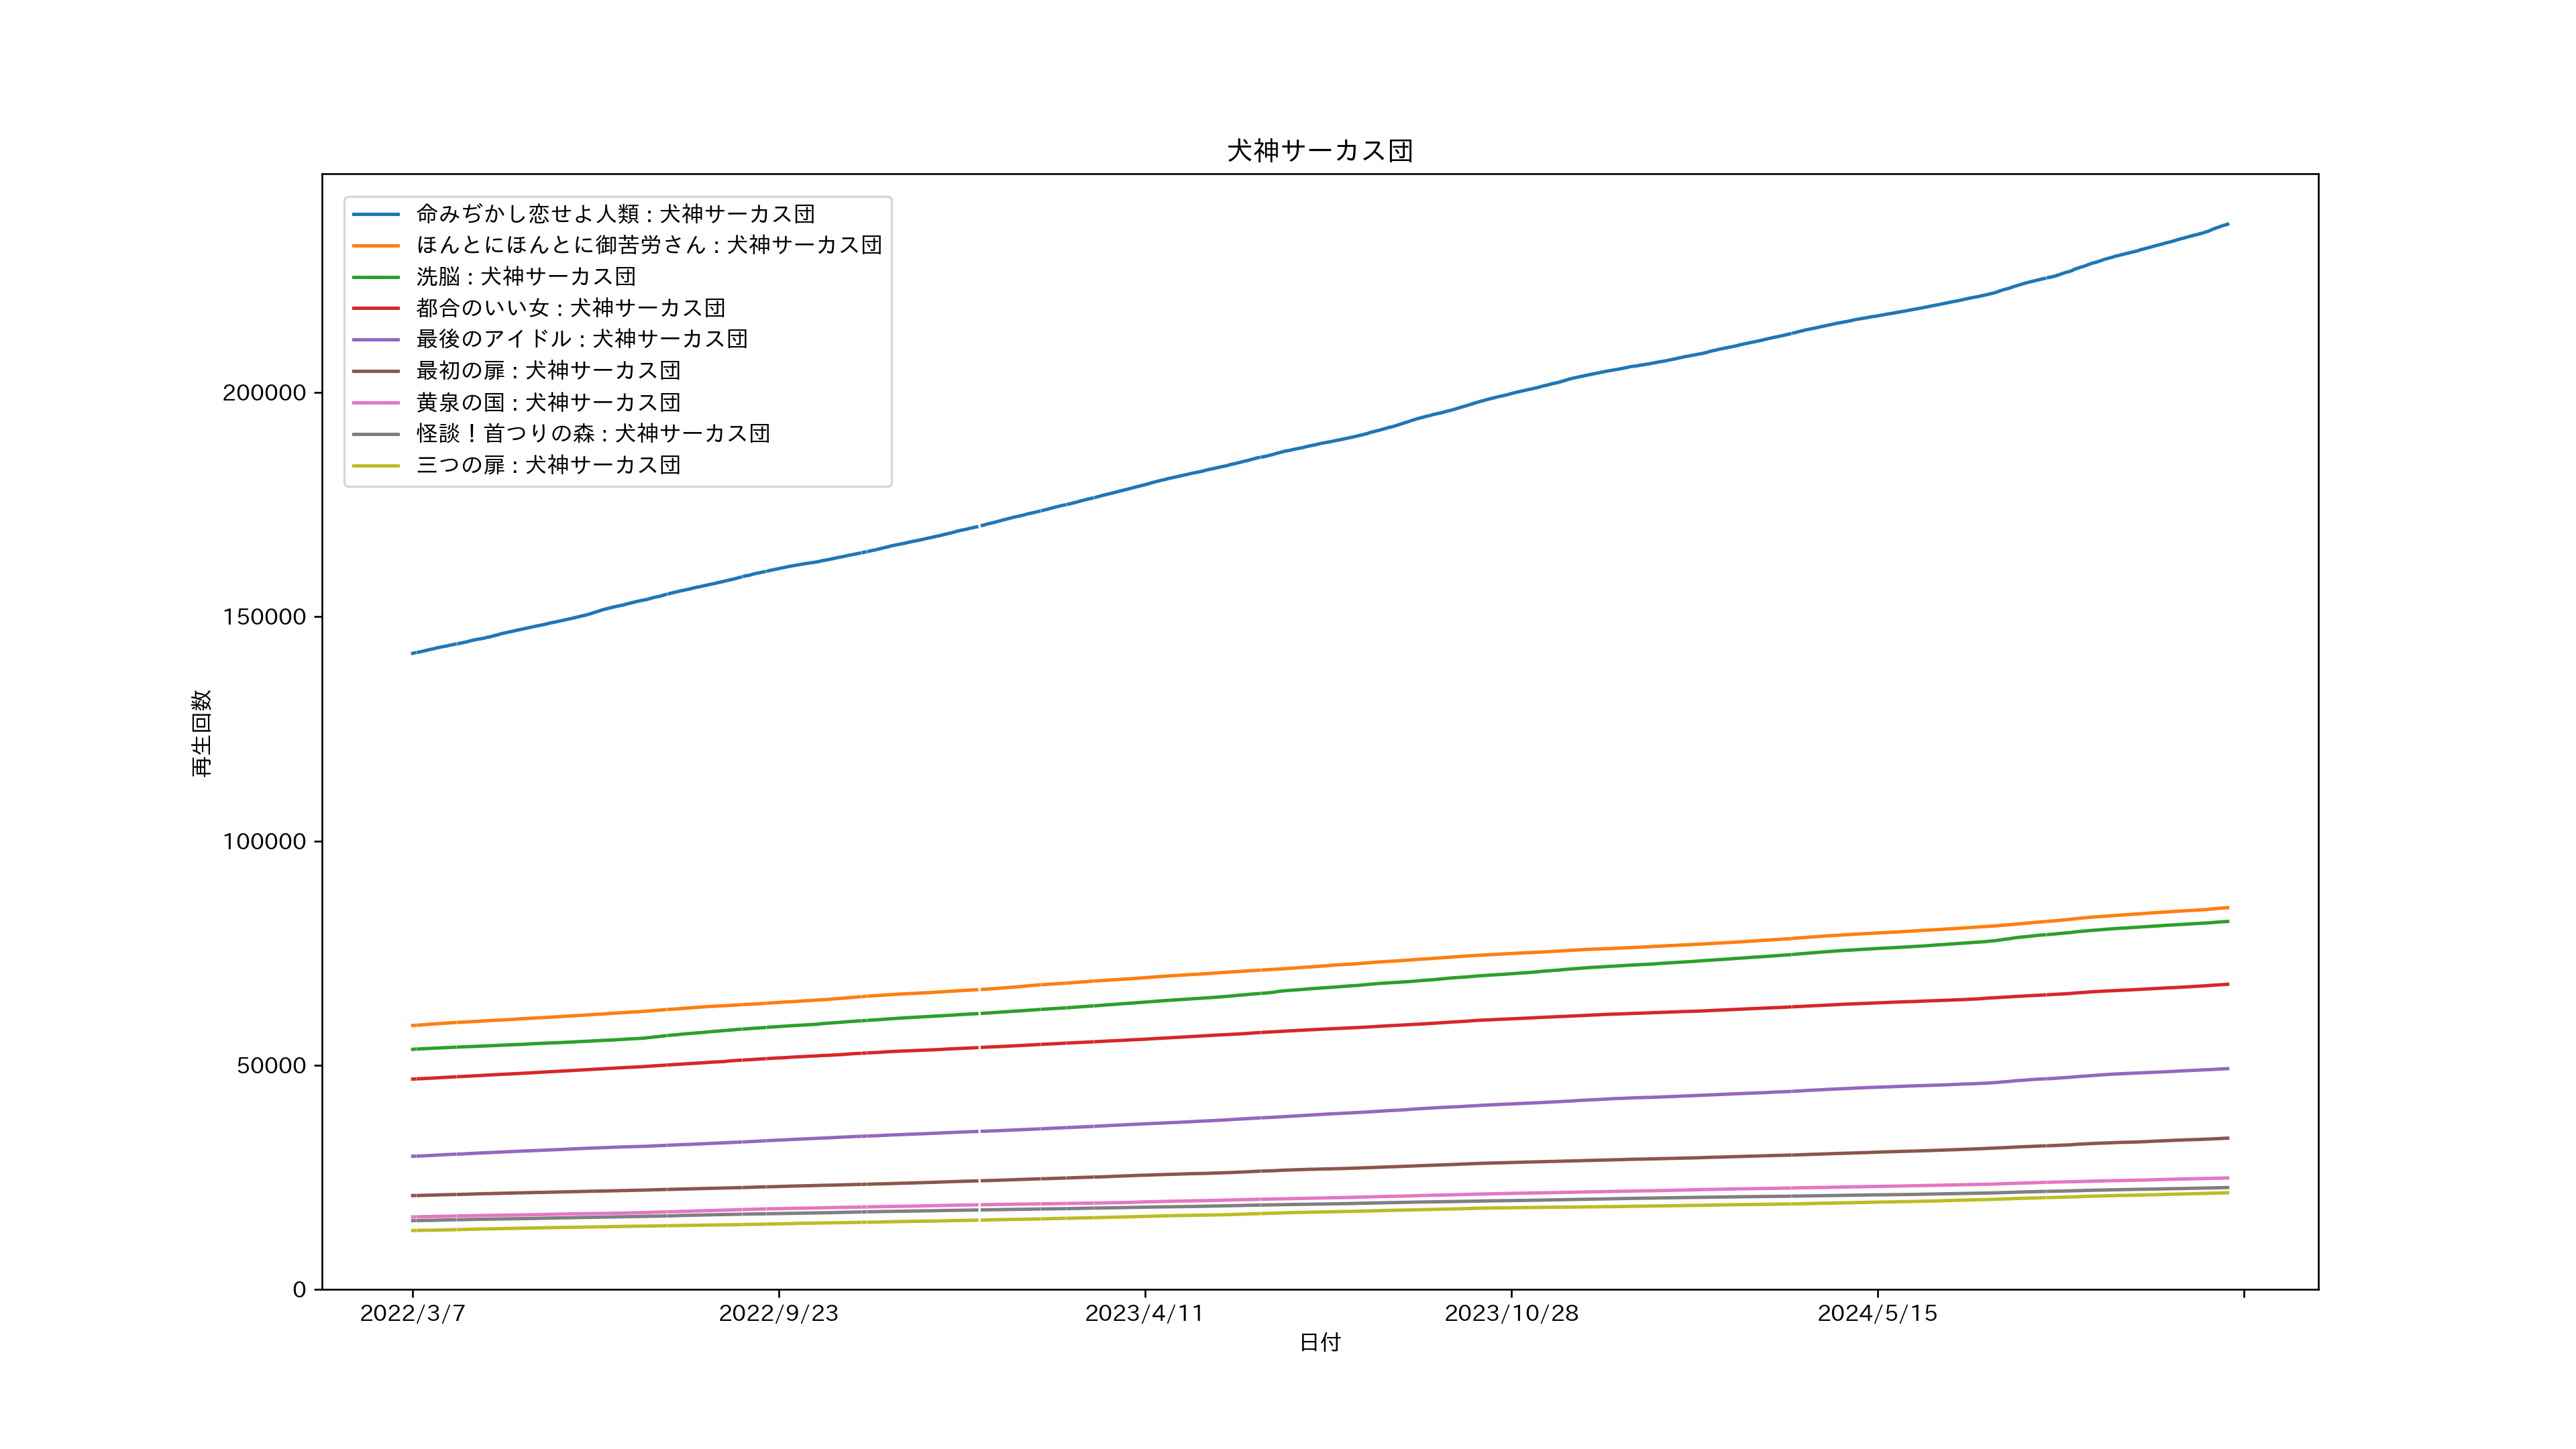 犬神サーカス団
命みぢかし恋せよ人類 : 犬神サーカス団
ほんとにほんとに御苦労さん : 犬神サーカス団
洗脳 : 犬神サーカス団
都合のいい女 : 犬神サーカス団
最後のアイドル : 犬神サーカス団
最初の扉 : 犬神サーカス団
黄泉の国 : 犬神サーカス団
怪談！首つりの森 : 犬神サーカス団
三つの扉 : 犬神サーカス団
200000
150000
100000
50000
0
再生回数
2022/3/7
2022/9/23
2023/4/11
2023/10/28
2024/5/15
日付